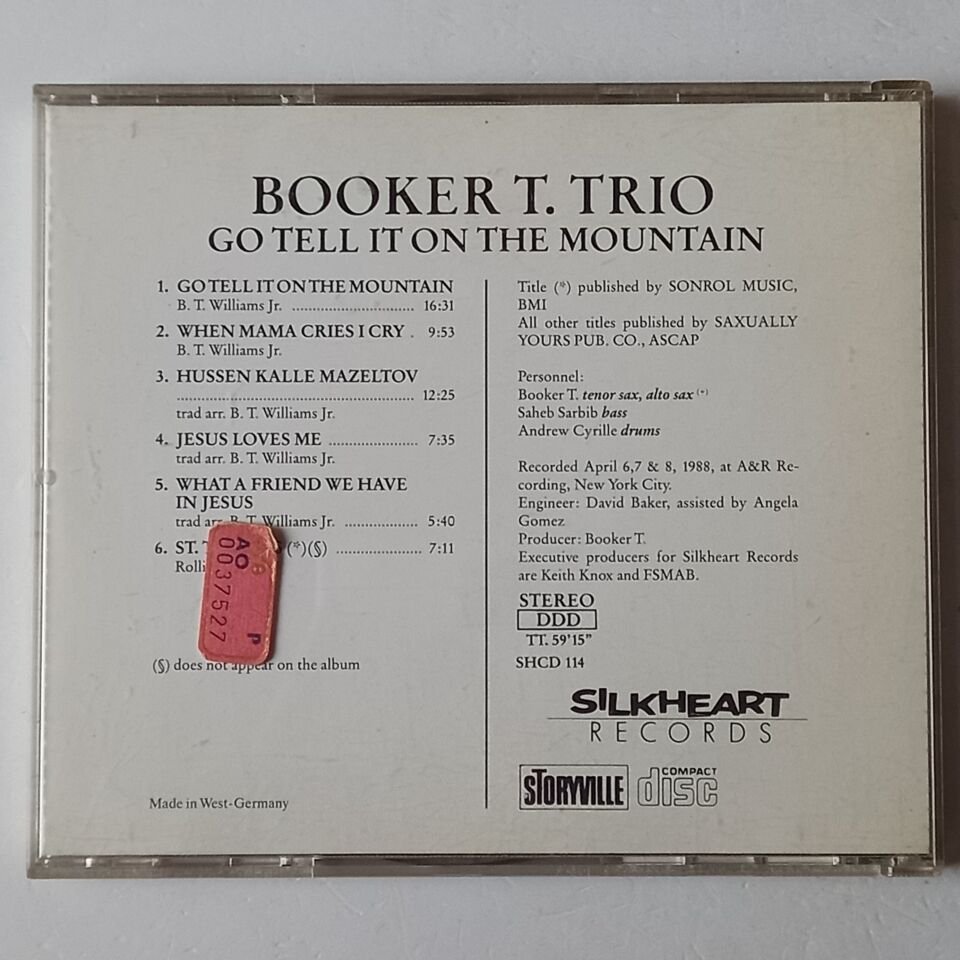 BOOKER T. TRIO
GO TELL IT ON THE MOUNTAIN
1. GO TELL IT ON THE MOUNTAIN
B. T. Williams Jr. .......................... 16:31
2. WHEN MAMA CRIES I CRY . 9:53
B. T. Williams Jr.
3. HUSSEN KALLE MAZELTOV
.................................................. 12:25
trad arr. B. T. Williams Jr.
4. JESUS LOVES ME ................... 7:35
trad arr. B. T. Williams Jr.
5. WHAT A FRIEND WE HAVE
IN JESUS
trad arr. B. T. Williams Jr. ............... 5:40
6. ST. (*)(§) .................. 7:11
(§) does not appear on the album
Made in West-Germany
AO
0037527
P
Title (*) published by SONROL MUSIC,
BMI
All other titles published by SAXUALLY
YOURS PUB. CO., ASCAP
Personnel:
Booker T. tenor sax, alto sax (*)
Saheb Sarbib bass
Andrew Cyrille drums
Recorded April 6,7 & 8, 1988, at A&R Re-
cording, New York City.
Engineer: David Baker, assisted by Angela
Gomez
Producer: Booker T.
Executive producers for Silkheart Records
are Keith Knox and FSMAB.
STEREO
DDD
TT. 59'15"
SHCD 114
SILKHEART
RECORDS
STORYVILLE
COMPACT
disc